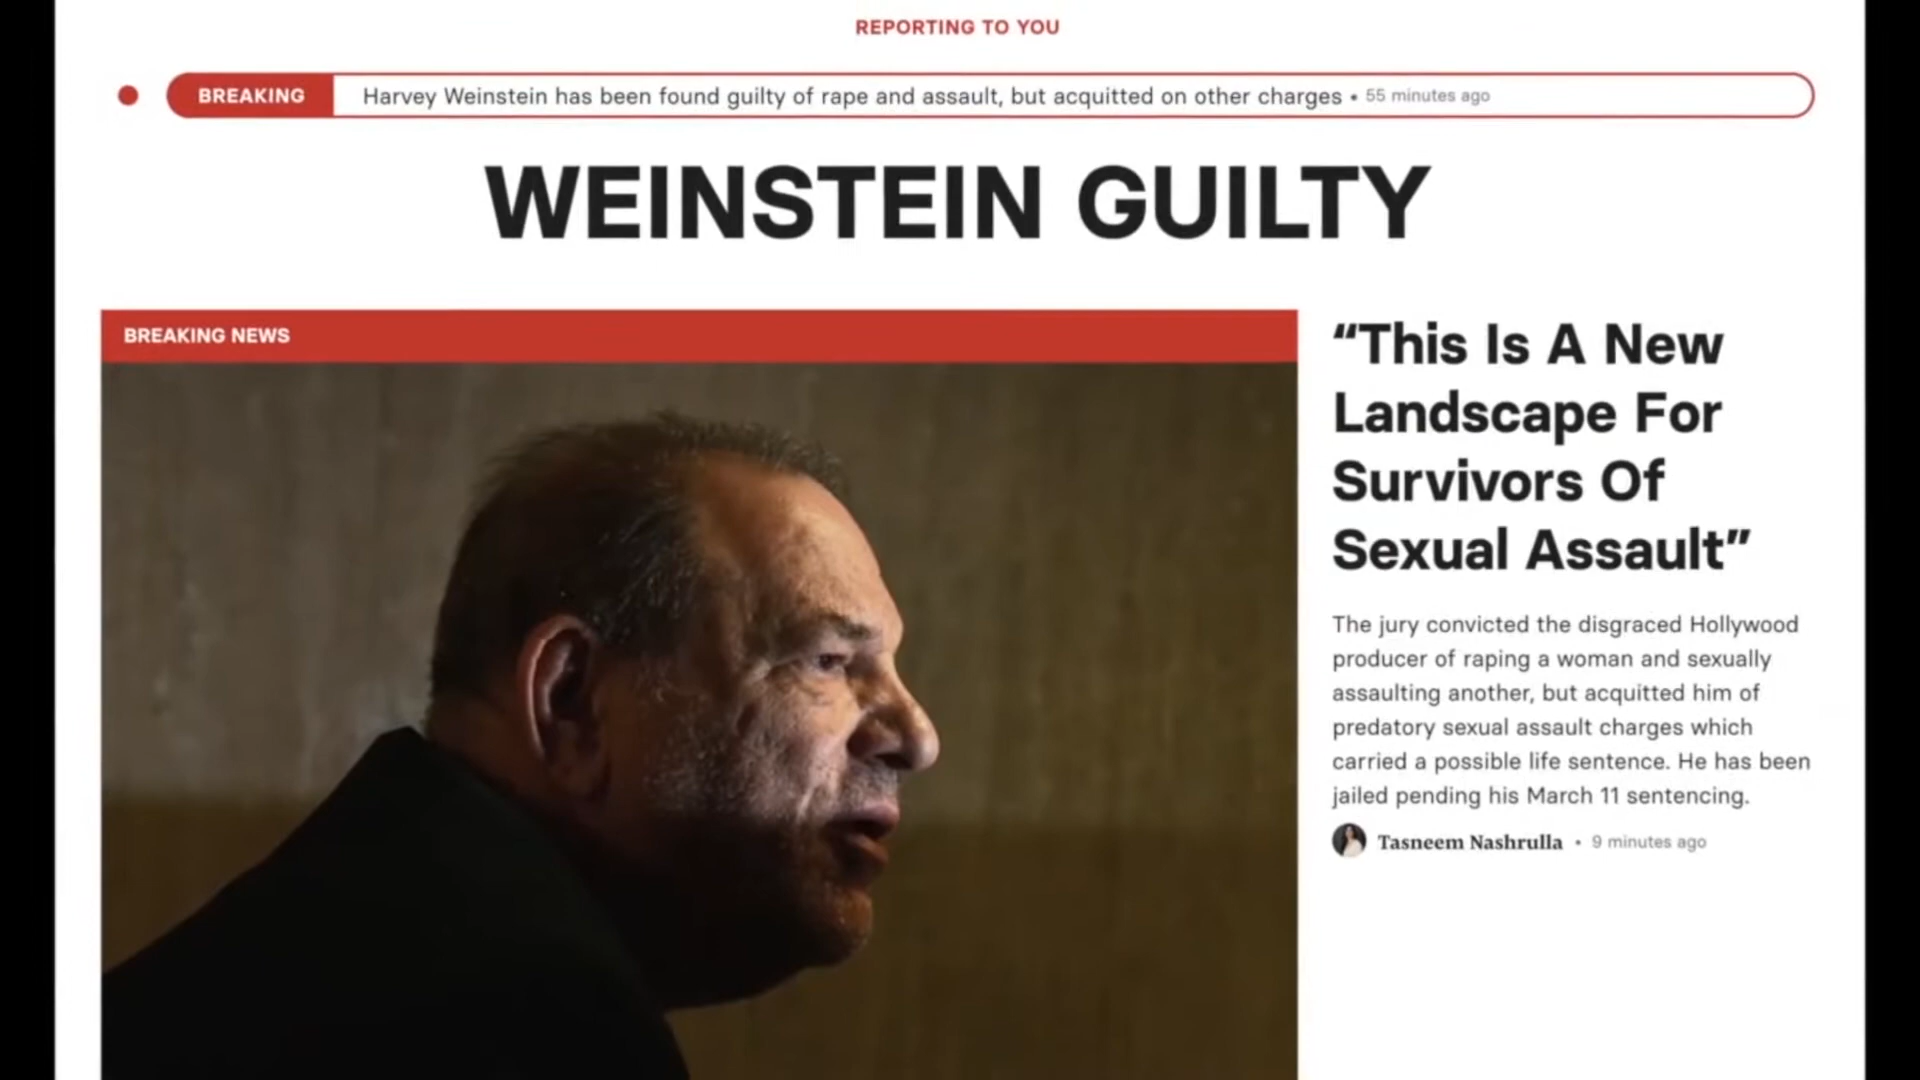 REPORTING TO YOU
BREAKING
Harvey Weinstein has been found guilty of rape and assault, but acquitted on other charges • 55 minutes ago
WEINSTEIN GUILTY
BREAKING NEWS
“This Is A New
Landscape For
Survivors Of
Sexual Assault”
The jury convicted the disgraced Hollywood
producer of raping a woman and sexually
assaulting another, but acquitted him of
predatory sexual assault charges which
carried a possible life sentence. He has been
jailed pending his March 11 sentencing.
Tasneem Nashrulla • 9 minutes ago